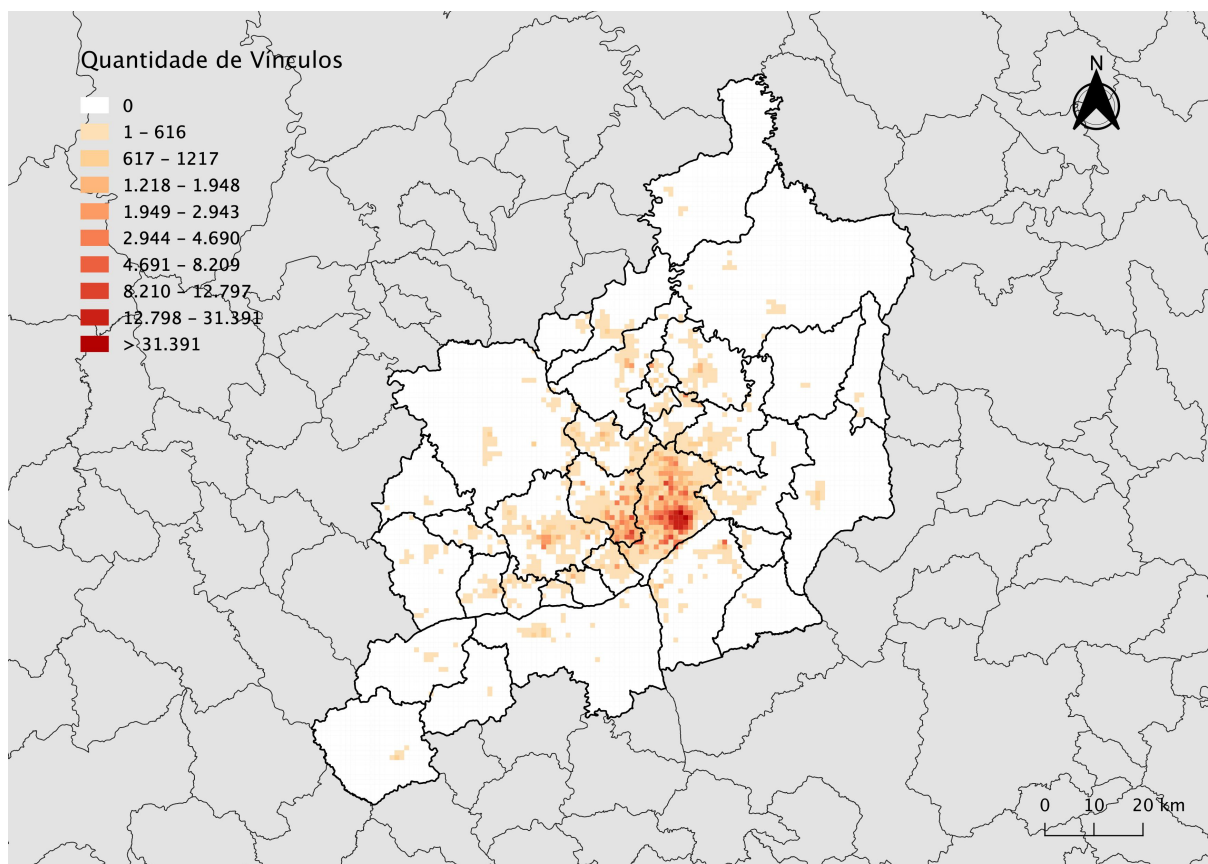 Quantidade de Vínculos
0
1 – 616
617 – 1217
1.218 – 1.948
1.949 – 2.943
2.944 – 4.690
4.691 – 8.209
8.210 – 12.797
12.798 – 31.391
> 31.391
N
0 10 20 km